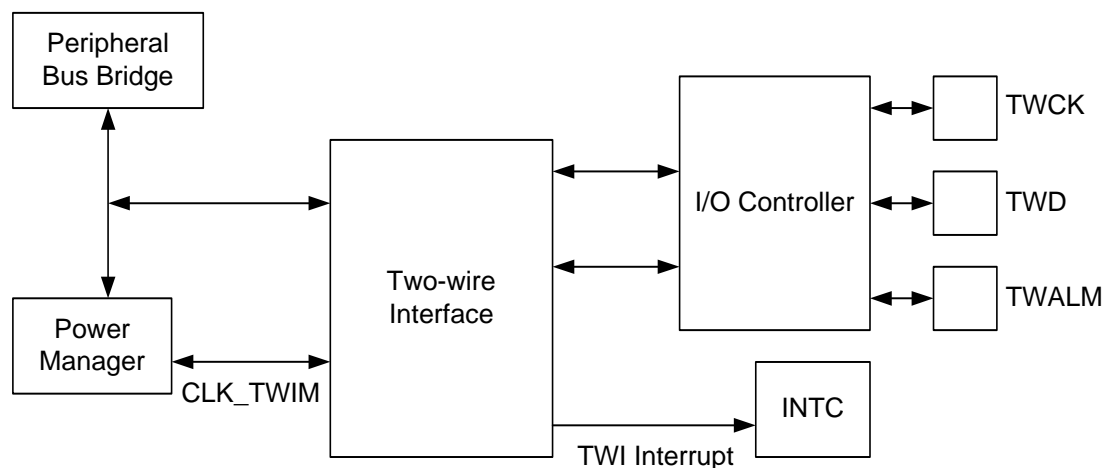 Peripheral
Bus Bridge
TWCK
I/O Controller
TWD
Two-wire
Interface
TWALM
Power
Manager
CLK_TWIM
INTC
TWI Interrupt